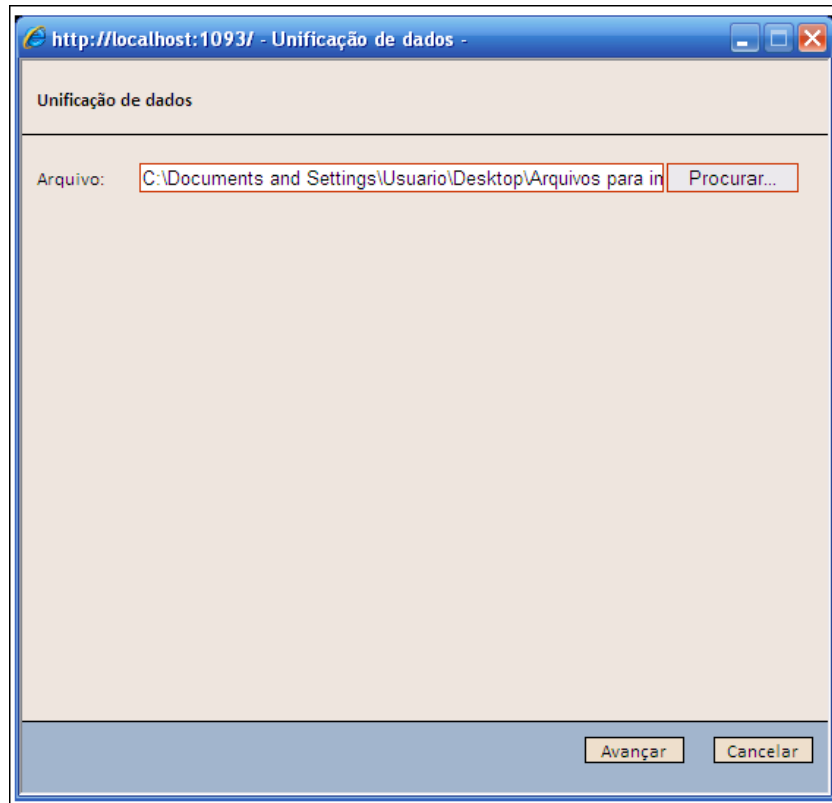 http://localhost:1093/ - Unificação de dados -
Unificação de dados
Arquivo: C:\Documents and Settings\Usuario\Desktop\Arquivos para in Procurar...
Avançar Cancelar